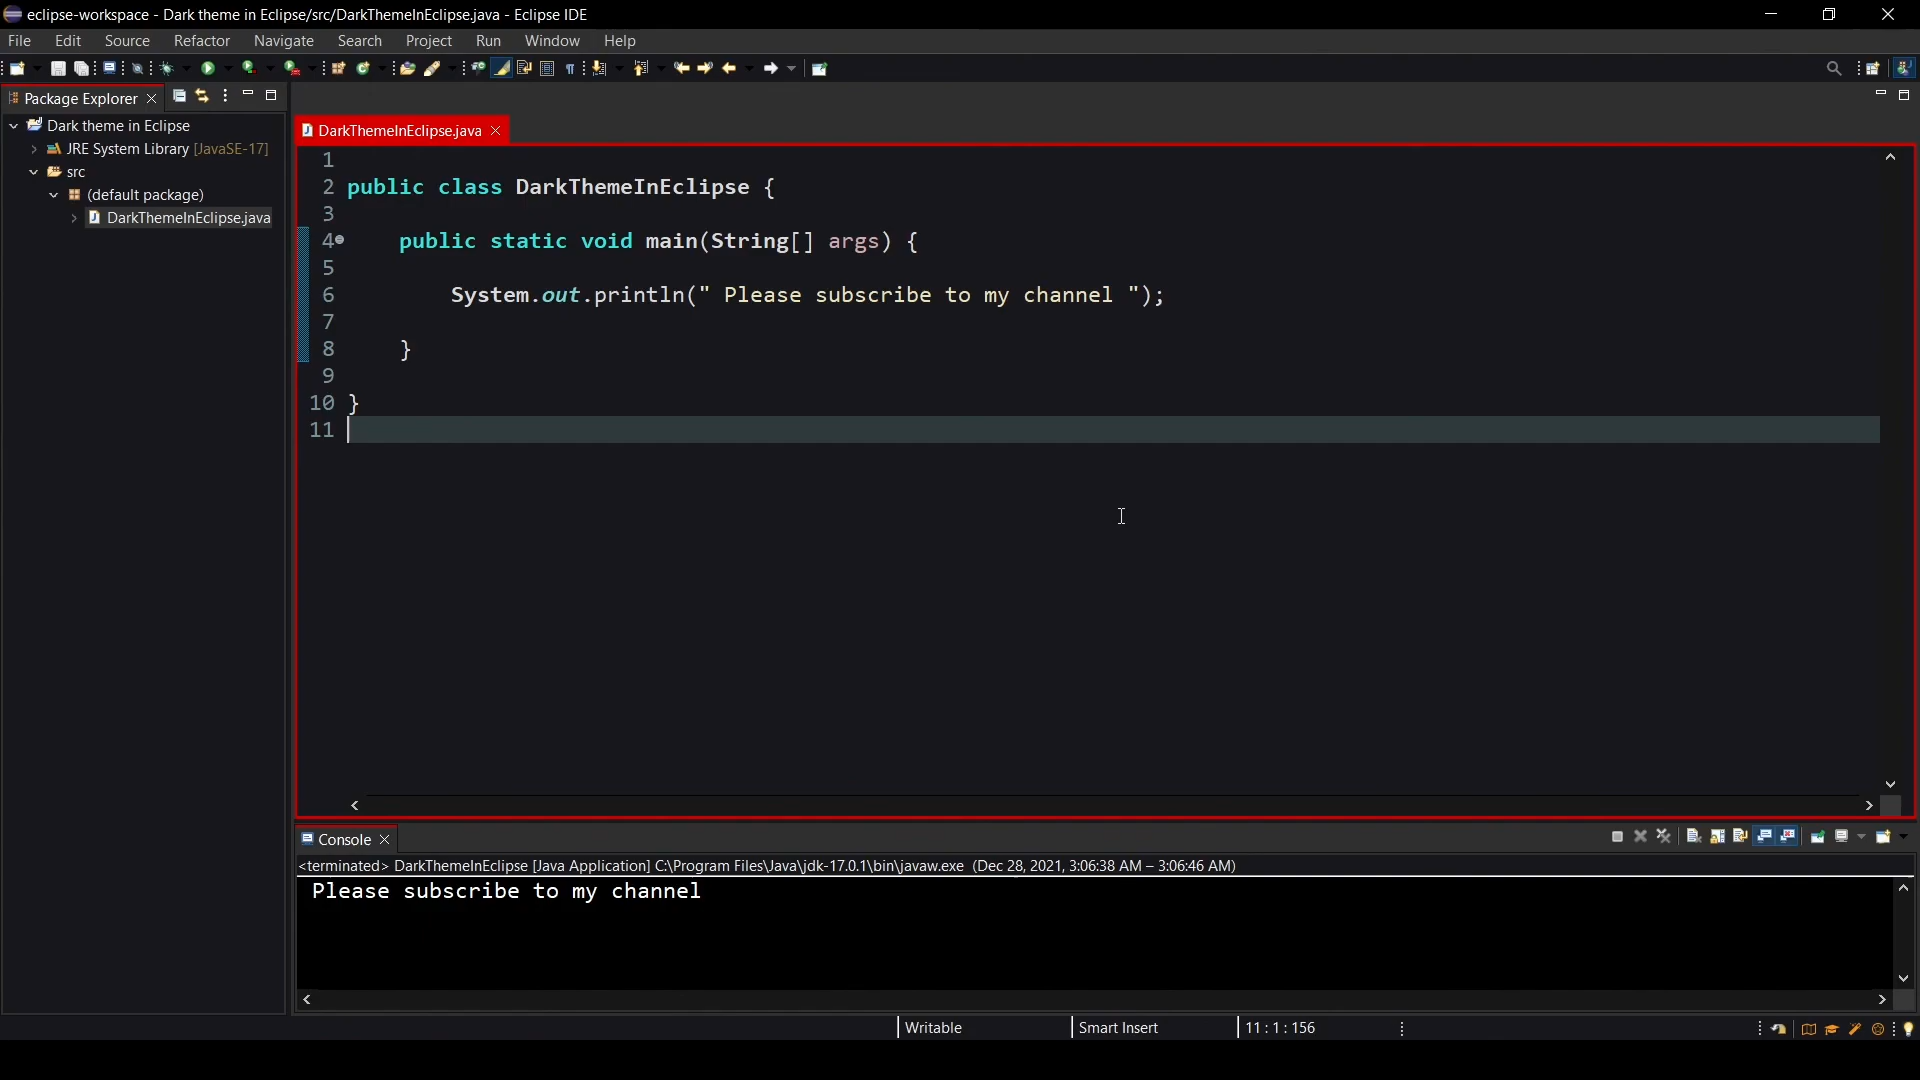 eclipse-workspace - Dark theme in Eclipse/src/DarkThemeInEclipse.java - Eclipse IDE
File Edit Source Refactor Navigate Search Project Run Window Help
Package Explorer
Dark theme in Eclipse
JRE System Library [JavaSE-17]
src
(default package)
DarkThemeInEclipse.java
DarkThemeInEclipse.java
1
2 public class DarkThemeInEclipse {
3
4 public static void main(String[] args) {
5
6 System.out.println(" Please subscribe to my channel ");
7
8 }
9
10 }
11
Console
<terminated> DarkThemeInEclipse [Java Application] C:\Program Files\Java\jdk-17.0.1\bin\javaw.exe (Dec 28, 2021, 3:06:38 AM – 3:06:46 AM)
Please subscribe to my channel
Writable Smart Insert 11 : 1 : 156